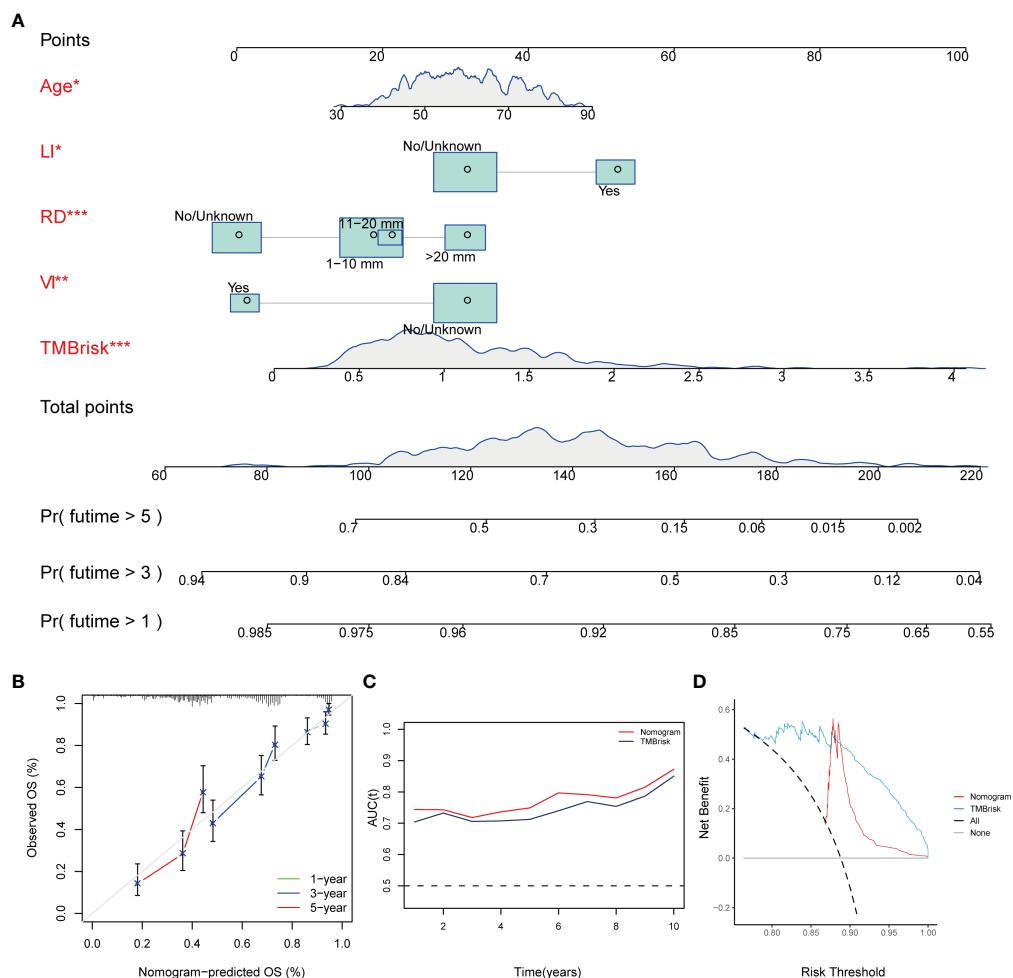 A
Points
0 20 40 60 80 100
Age*
30 50 70 90
LI*
No/Unknown
Yes
RD***
No/Unknown
11−20 mm
1−10 mm
>20 mm
VI**
Yes
No/Unknown
TMBrisk***
0 0.5 1 1.5 2 2.5 3 3.5 4
Total points
60 80 100 120 140 160 180 200 220
Pr( futime > 5 )
0.7 0.5 0.3 0.15 0.06 0.015 0.002
Pr( futime > 3 )
0.94 0.9 0.84 0.7 0.5 0.3 0.12 0.04
Pr( futime > 1 )
0.985 0.975 0.96 0.92 0.85 0.75 0.65 0.55
B
Observed OS (%)
1.0
0.8
0.6
0.4
0.2
0.0
1−year
3−year
5−year
0.0 0.2 0.4 0.6 0.8 1.0
Nomogram−predicted OS (%)
C
AUC(t)
1.0
0.9
0.8
0.7
0.6
0.5
Nomogram
TMBrisk
2 4 6 8 10
Time(years)
D
Net Benefit
0.6
0.4
0.2
0.0
−0.2
Nomogram
TMBrisk
All
None
0.80 0.85 0.90 0.95 1.00
Risk Threshold